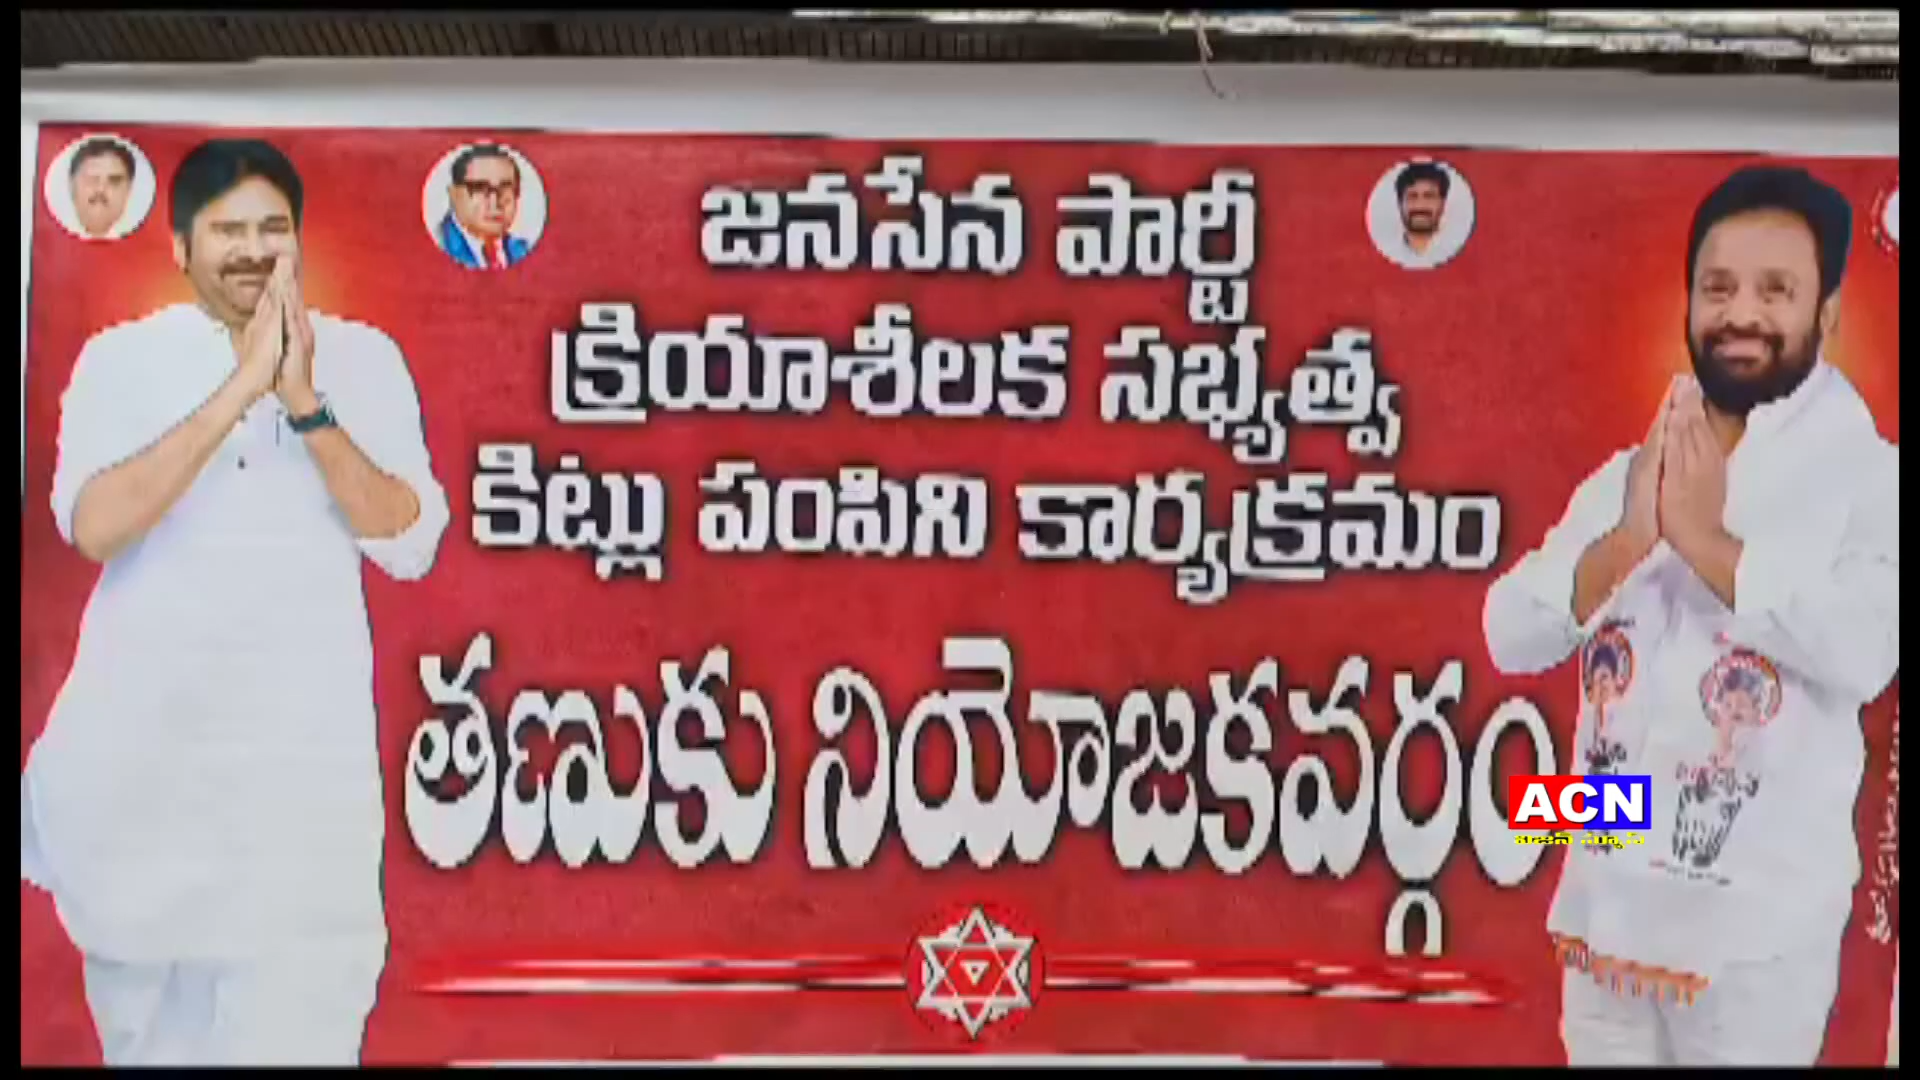 జనసేన పార్టీ
క్రియాశీలక సభ్యత్వ
కిట్లు పంపిని కార్యక్రమం
తణుకు నియోజకవర్గం
ACN